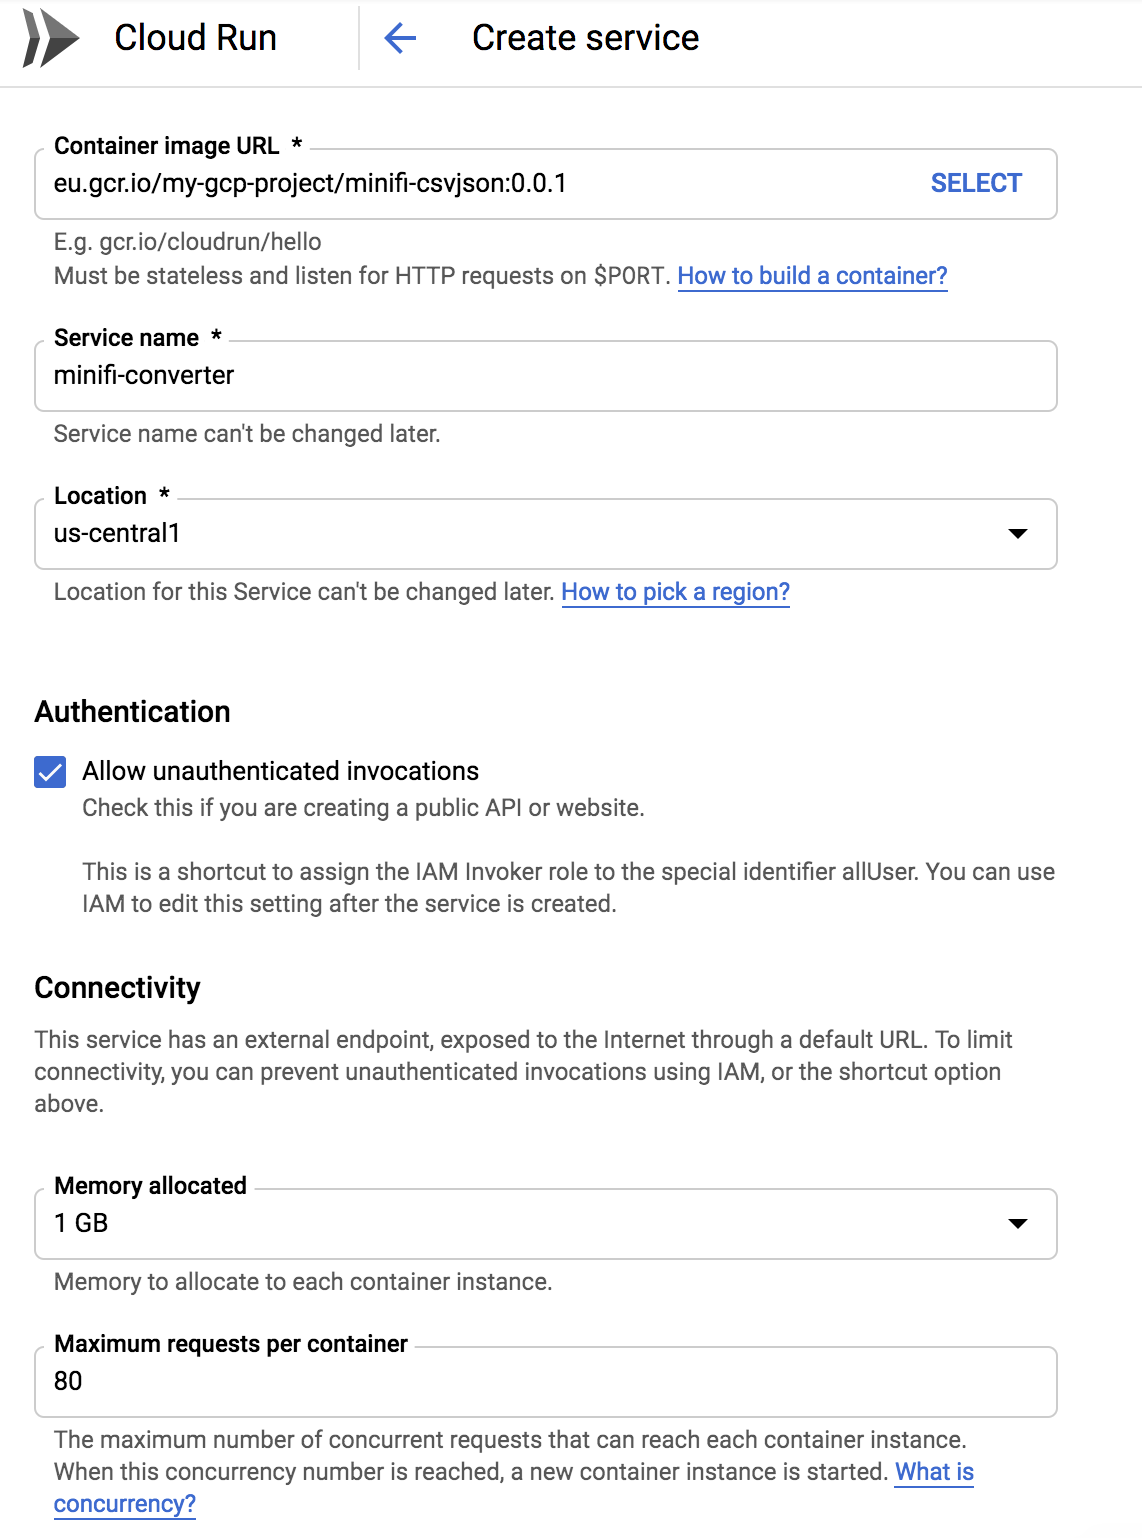 Cloud Run
Create service
Container image URL *
eu.gcr.io/my-gcp-project/minifi-csvjson:0.0.1
SELECT
E.g. gcr.io/cloudrun/hello
Must be stateless and listen for HTTP requests on $PORT. How to build a container?
Service name *
minifi-converter
Service name can't be changed later.
Location *
us-central1
Location for this Service can't be changed later. How to pick a region?
Authentication
Allow unauthenticated invocations
Check this if you are creating a public API or website.
This is a shortcut to assign the IAM Invoker role to the special identifier allUser. You can use
IAM to edit this setting after the service is created.
Connectivity
This service has an external endpoint, exposed to the Internet through a default URL. To limit
connectivity, you can prevent unauthenticated invocations using IAM, or the shortcut option
above.
Memory allocated
1 GB
Memory to allocate to each container instance.
Maximum requests per container
80
The maximum number of concurrent requests that can reach each container instance.
When this concurrency number is reached, a new container instance is started. What is
concurrency?